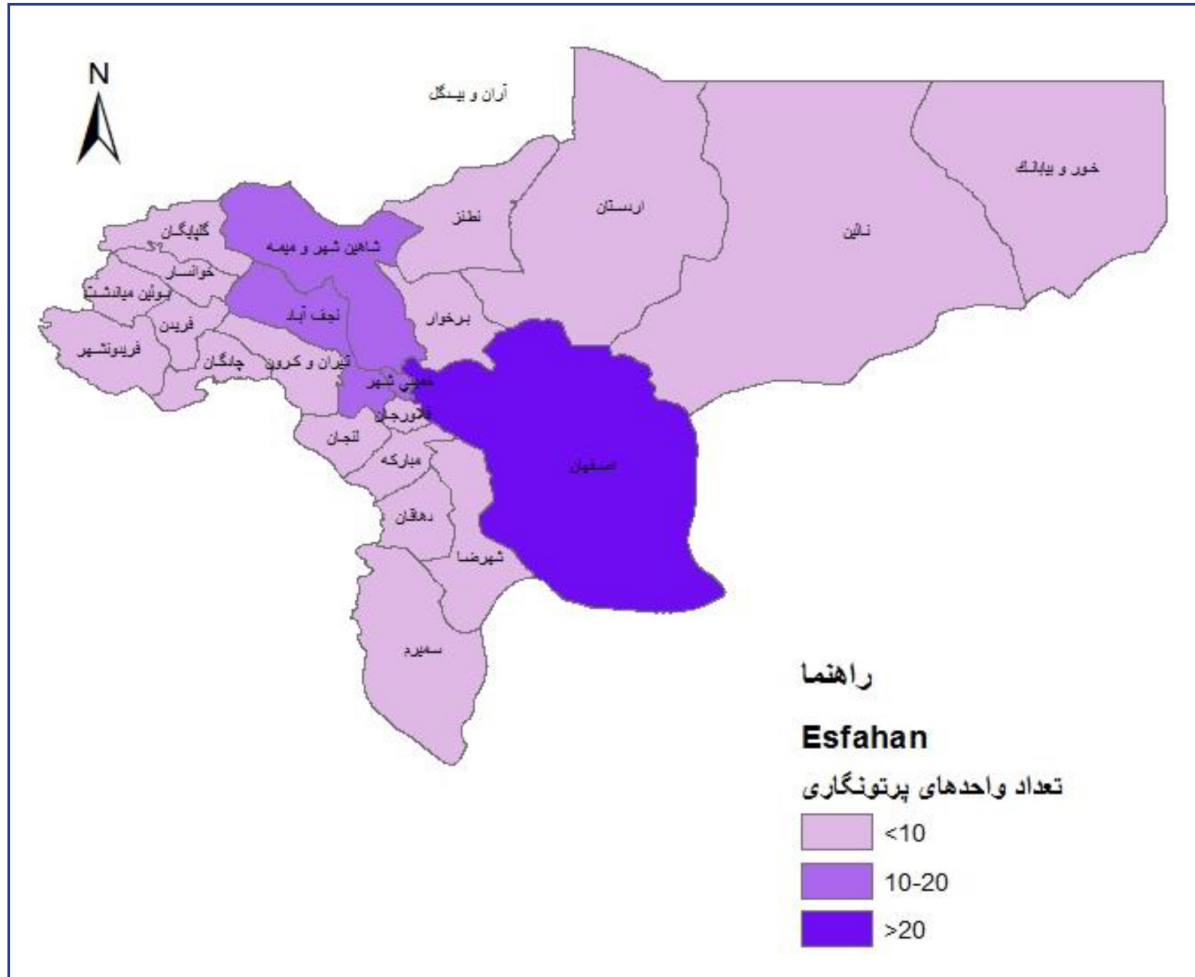 N
آران و بیدگل
خور و بیابانک
اردستان
نطنز
نائین
گلپایگان
شاهین شهر و میمه
خوانسار
بوئین میاندشت
نجف آباد
برخوار
فریدن
فریدونشهر
چادگان
تیران و کرون
خمینی شهر
فلاورجان
لنجان
مبارکه
اصفهان
دهاقان
شهرضا
سمیرم
راهنما
Esfahan
تعداد واحدهای پرتونگاری
<10
10-20
>20